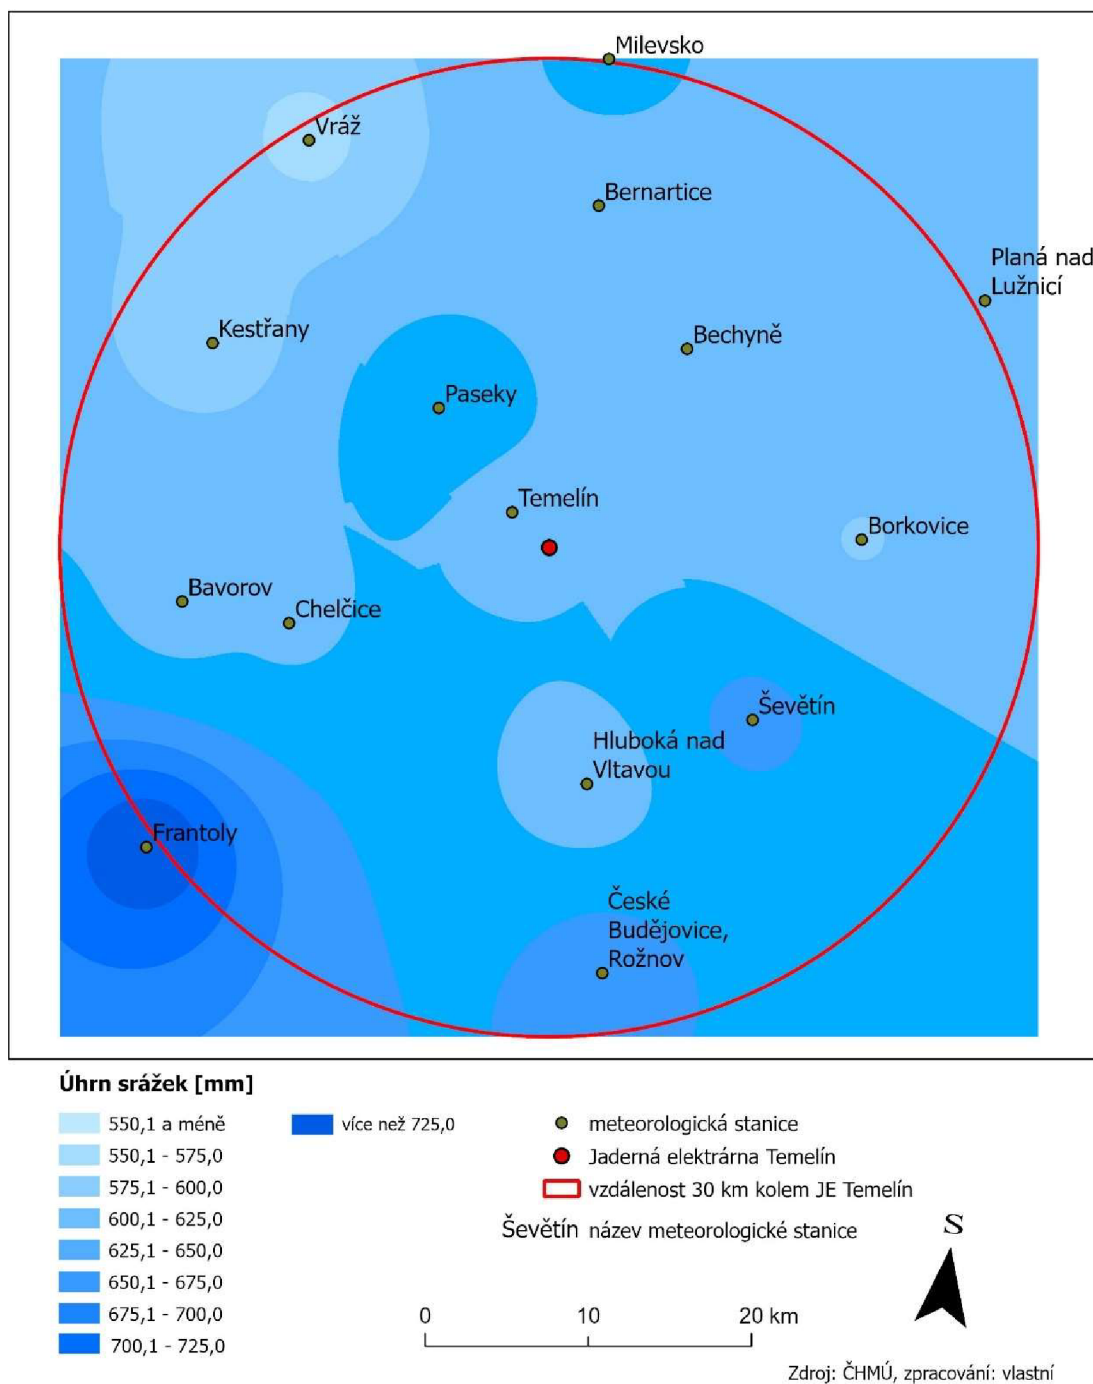 Milevsko
Vráž
Bernartice
Planá nad
Lužnicí
Kestřany
Bechyně
Paseky
Temelín
Borkovice
Bavorov
Chelčice
Ševětín
Hluboká nad
Vltavou
Frantoly
České
Budějovice,
Rožnov
Úhrn srážek [mm]
550,1 a méně
550,1 - 575,0
575,1 - 600,0
600,1 - 625,0
625,1 - 650,0
650,1 - 675,0
675,1 - 700,0
700,1 - 725,0
více než 725,0
meteorologická stanice
Jaderná elektrárna Temelín
vzdálenost 30 km kolem JE Temelín
Ševětín název meteorologické stanice
S
0 10 20 km
Zdroj: ČHMÚ, zpracování: vlastní